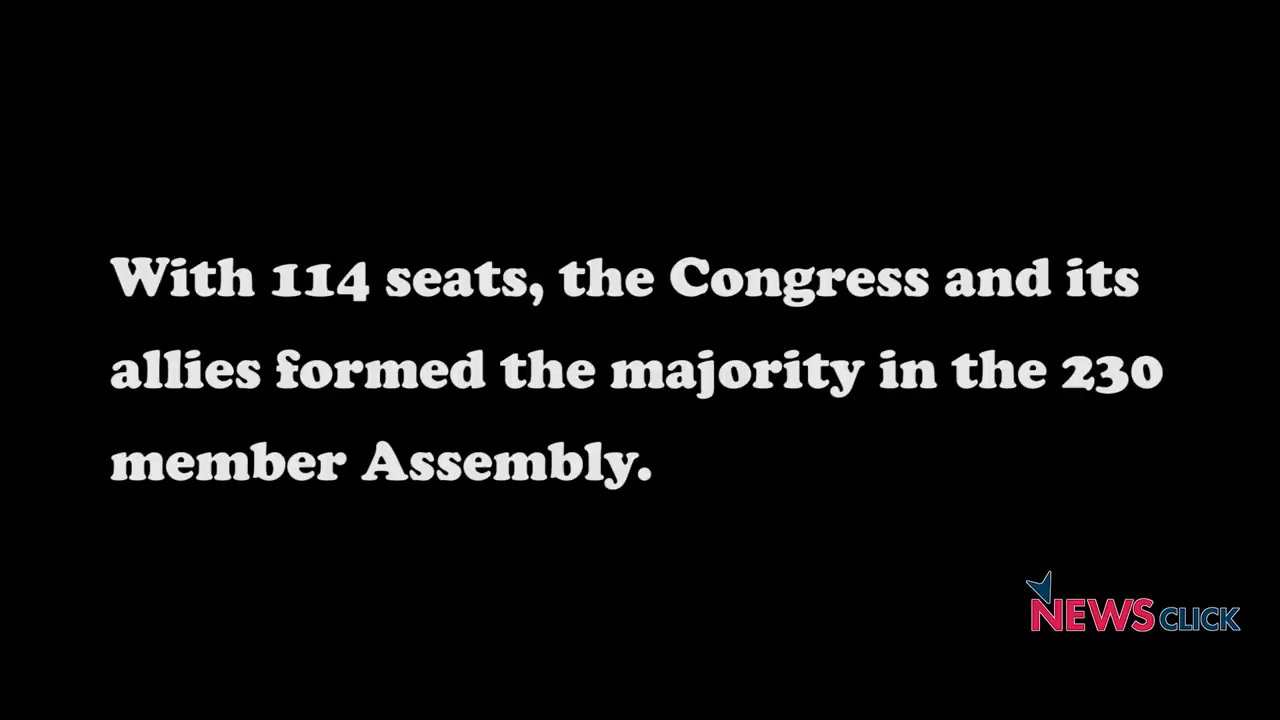 With 114 seats, the Congress and its
allies formed the majority in the 230
member Assembly.
NEWSCLICK